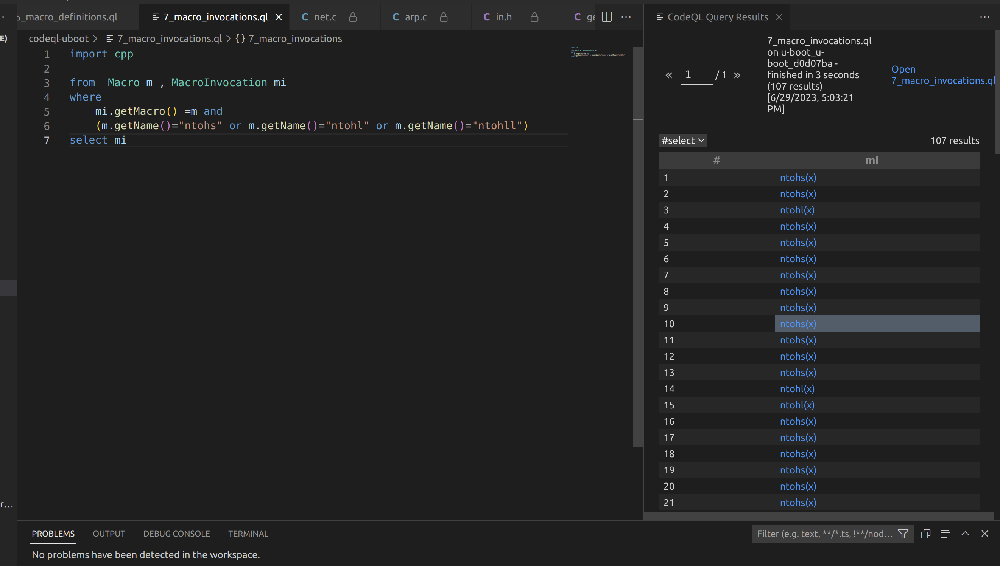 5_macro_definitions.ql
7_macro_invocations.ql
C net.c
C arp.c
C in.h
C ge
CodeQL Query Results
E)
codeql-uboot > 7_macro_invocations.ql > {} 7_macro_invocations
1 import cpp
2
3 from  Macro m , MacroInvocation mi
4 where
5     mi.getMacro() =m and
6     (m.getName()="ntohs" or m.getName()="ntohl" or m.getName()="ntohll")
7 select mi
« 1 / 1 »
7_macro_invocations.ql
on u-boot_u-
boot_d0d07ba -
finished in 3 seconds
(107 results)
[6/29/2023, 5:03:21
PM]
Open
7_macro_invocations.ql
#select
107 results
# mi
1 ntohs(x)
2 ntohs(x)
3 ntohl(x)
4 ntohs(x)
5 ntohs(x)
6 ntohs(x)
7 ntohs(x)
8 ntohs(x)
9 ntohs(x)
10 ntohs(x)
11 ntohs(x)
12 ntohs(x)
13 ntohs(x)
14 ntohl(x)
15 ntohl(x)
16 ntohs(x)
17 ntohs(x)
18 ntohs(x)
19 ntohs(x)
20 ntohs(x)
21 ntohs(x)
r...
PROBLEMS OUTPUT DEBUG CONSOLE TERMINAL
Filter (e.g. text, **/*.ts, !**/nod...
No problems have been detected in the workspace.